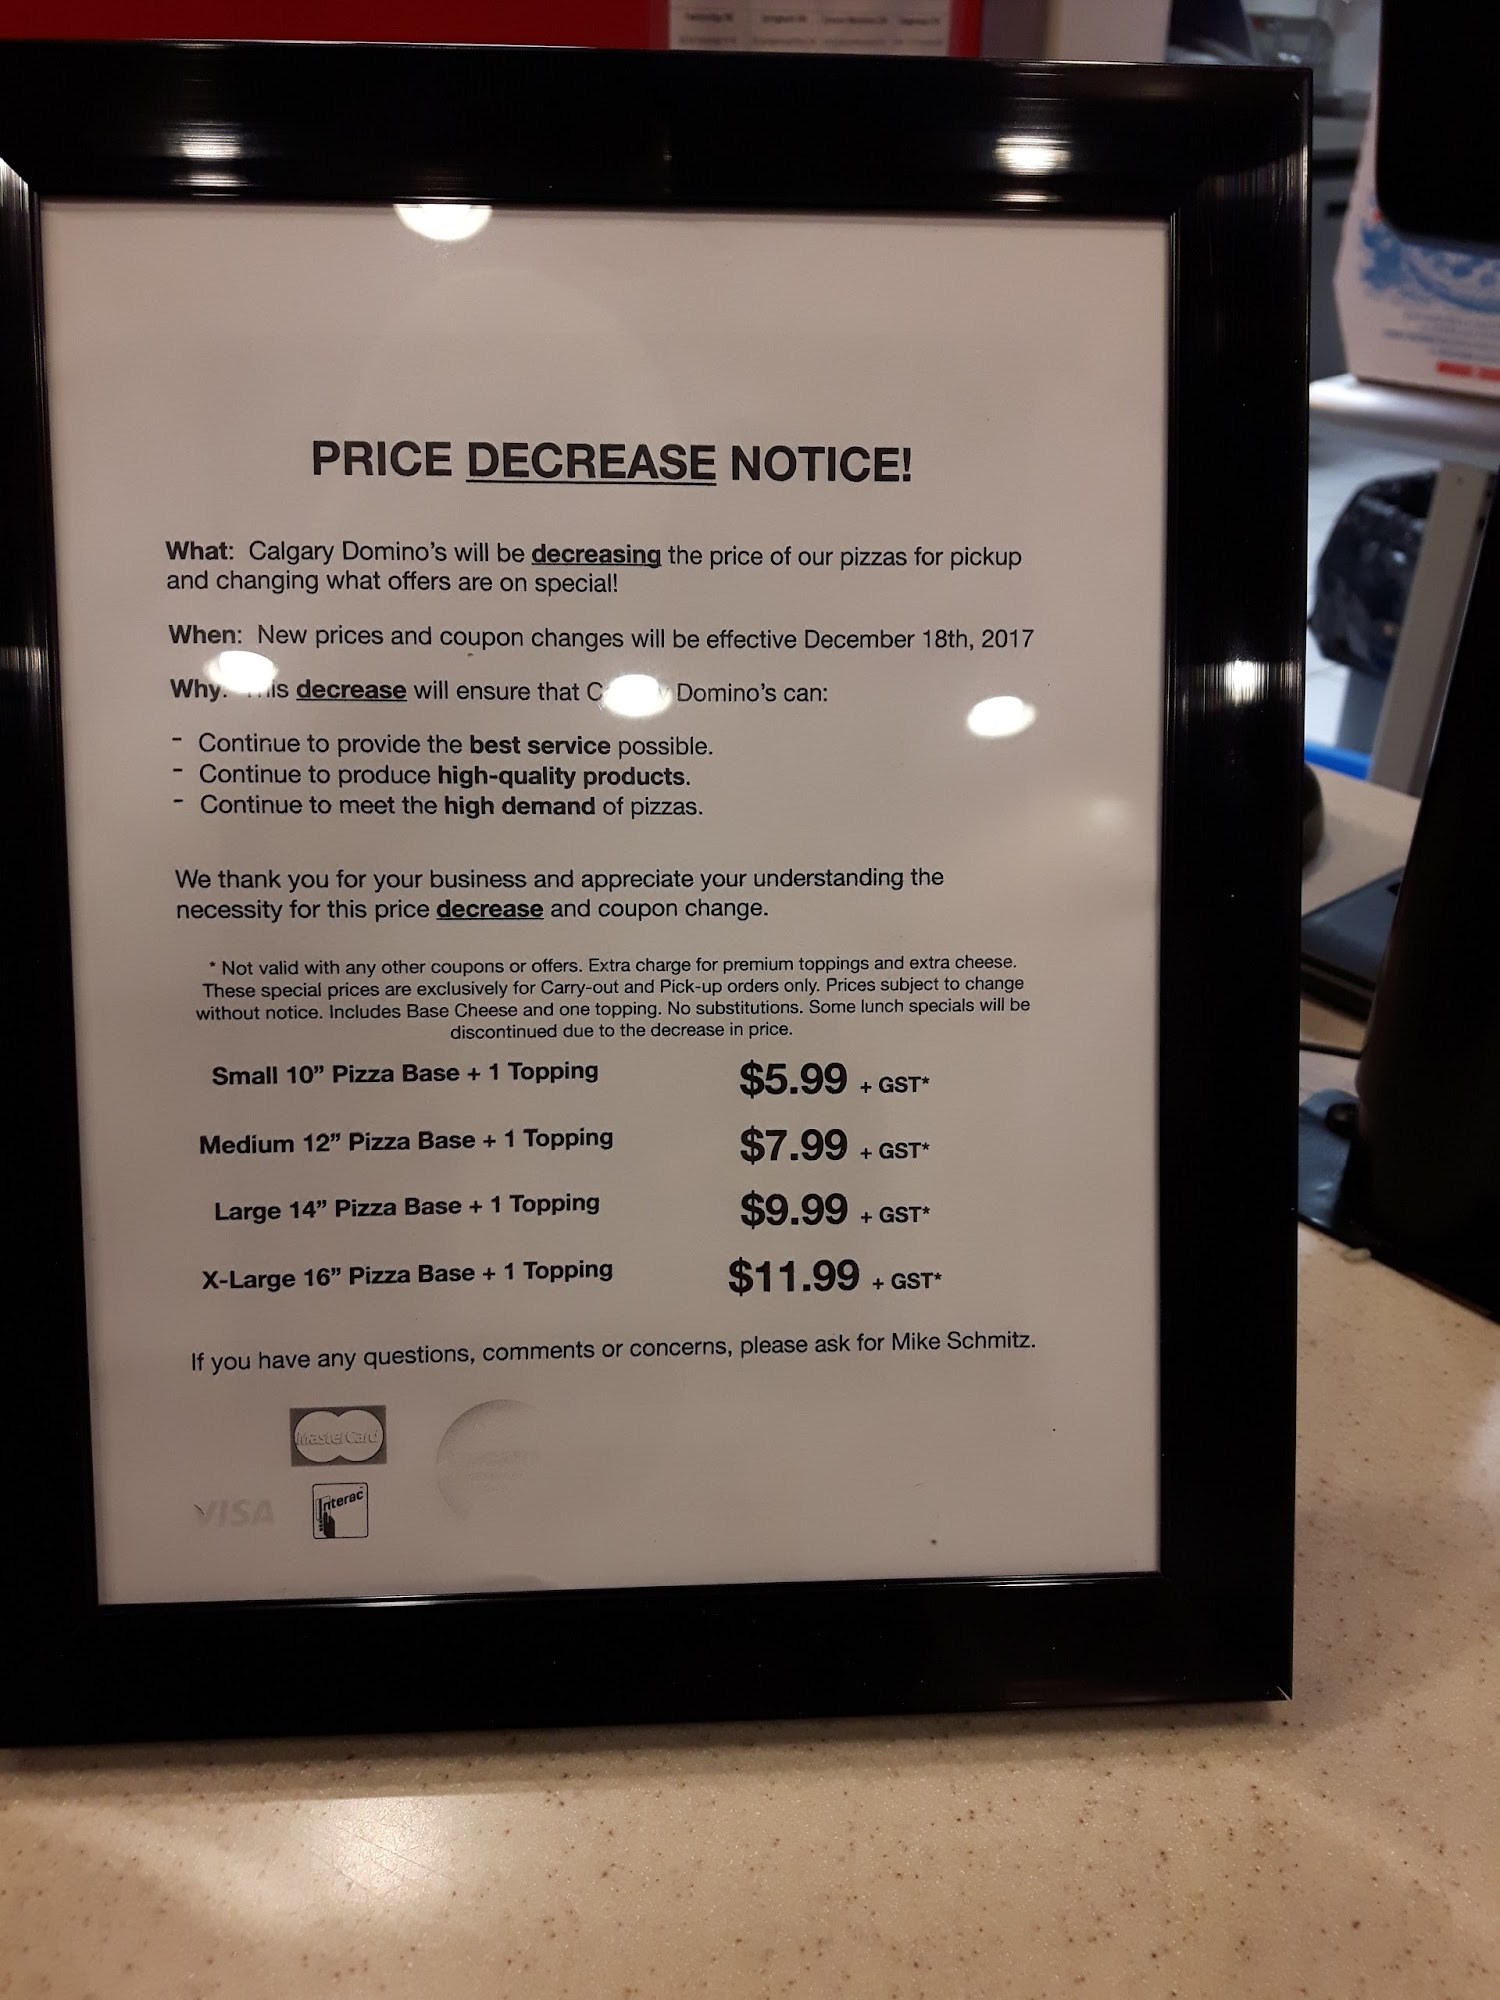 PRICE DECREASE NOTICE!
What: Calgary Domino's will be decreasing the price of our pizzas for pickup
and changing what offers are on special!
When: New prices and coupon changes will be effective December 18th, 2017
Why: decrease will ensure that Domino's can:
- Continue to provide the best service possible.
- Continue to produce high-quality products.
- Continue to meet the high demand of pizzas.
We thank you for your business and appreciate your understanding the
necessity for this price decrease and coupon change.
* Not valid with any other coupons or offers. Extra charge for premium toppings and extra cheese.
These special prices are exclusively for Carry-out and Pick-up orders only. Prices subject to change
without notice. Includes Base Cheese and one topping. No substitutions. Some lunch specials will be
discontinued due to the decrease in price.
Small 10" Pizza Base + 1 Topping $5.99 + GST*
Medium 12" Pizza Base + 1 Topping $7.99 + GST*
Large 14" Pizza Base + 1 Topping $9.99 + GST*
X-Large 16" Pizza Base + 1 Topping $11.99 + GST*
If you have any questions, comments or concerns, please ask for Mike Schmitz.
MasterCard
VISA Interac